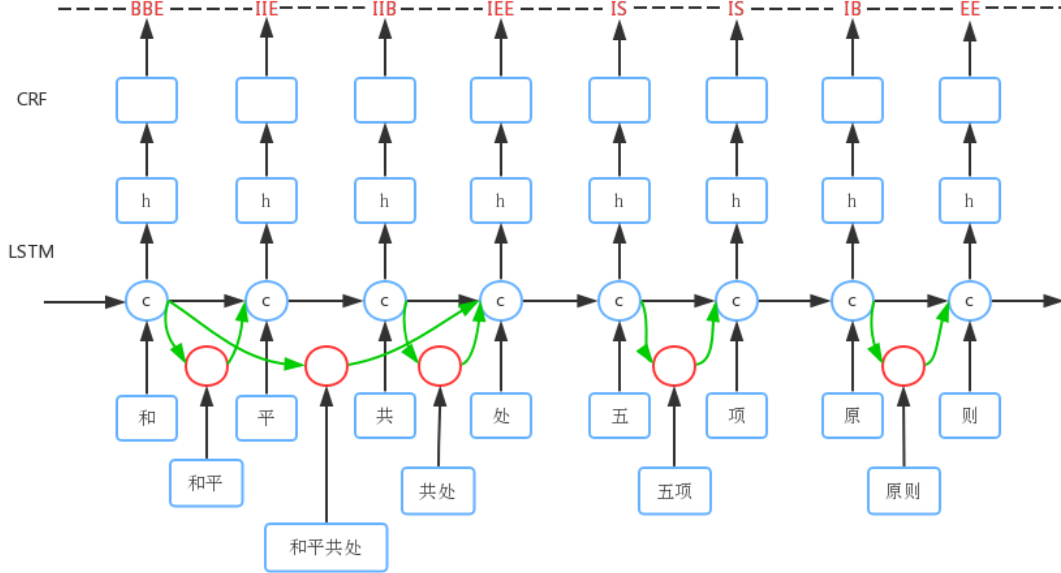 BBE IIE IIB IEE IS IS IB EE
CRF
h h h h h h h h
LSTM
c c c c c c c c
和 平 共 处 五 项 原 则
和平 共处 五项 原则
和平共处